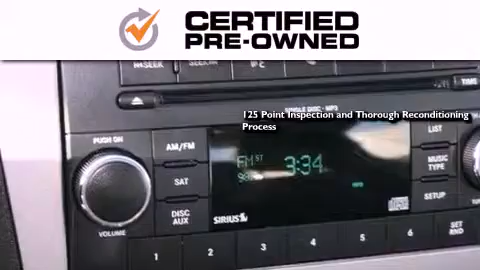 CERTIFIED
PRE-OWNED
SEEK
SEEK
TIME
SINGLE DISC - MP3
125 Point Inspection and Thorough Reconditioning
Process
PUSH ON
AM/FM
LIST
FM ST
3:34
SAT
MUSIC
TYPE
DISC
AUX
SETUP
VOLUME
SIRIUS
SET
RND
1
2
3
4
5
6